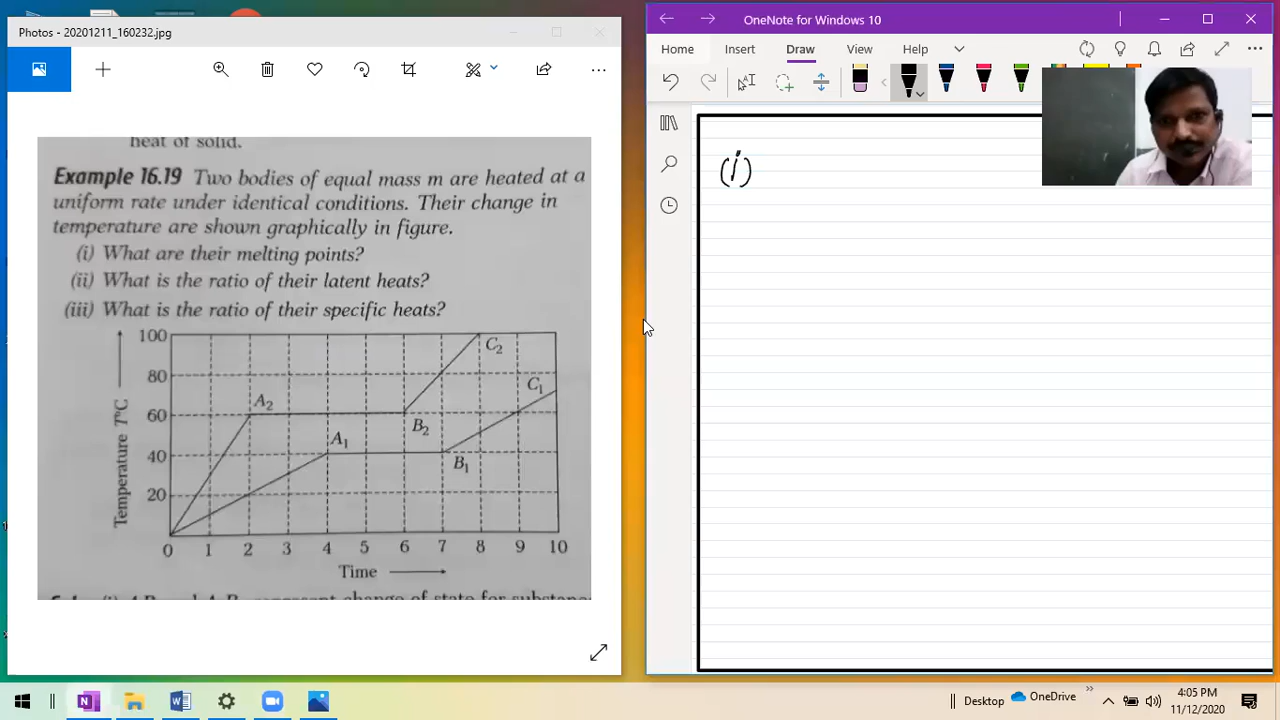 Photos - 20201211_160232.jpg
heat of solid.
Example 16.19 Two bodies of equal mass m are heated at a
uniform rate under identical conditions. Their change in
temperature are shown graphically in figure.
(i) What are their melting points?
(ii) What is the ratio of their latent heats?
(iii) What is the ratio of their specific heats?
Temperature T°C
100
80
60
40
20
A2
B2
C2
A1
B1
C1
0 1 2 3 4 5 6 7 8 9 10
Time
OneNote for Windows 10
Home Insert Draw View Help
(i)
Desktop
OneDrive
4:05 PM
11/12/2020